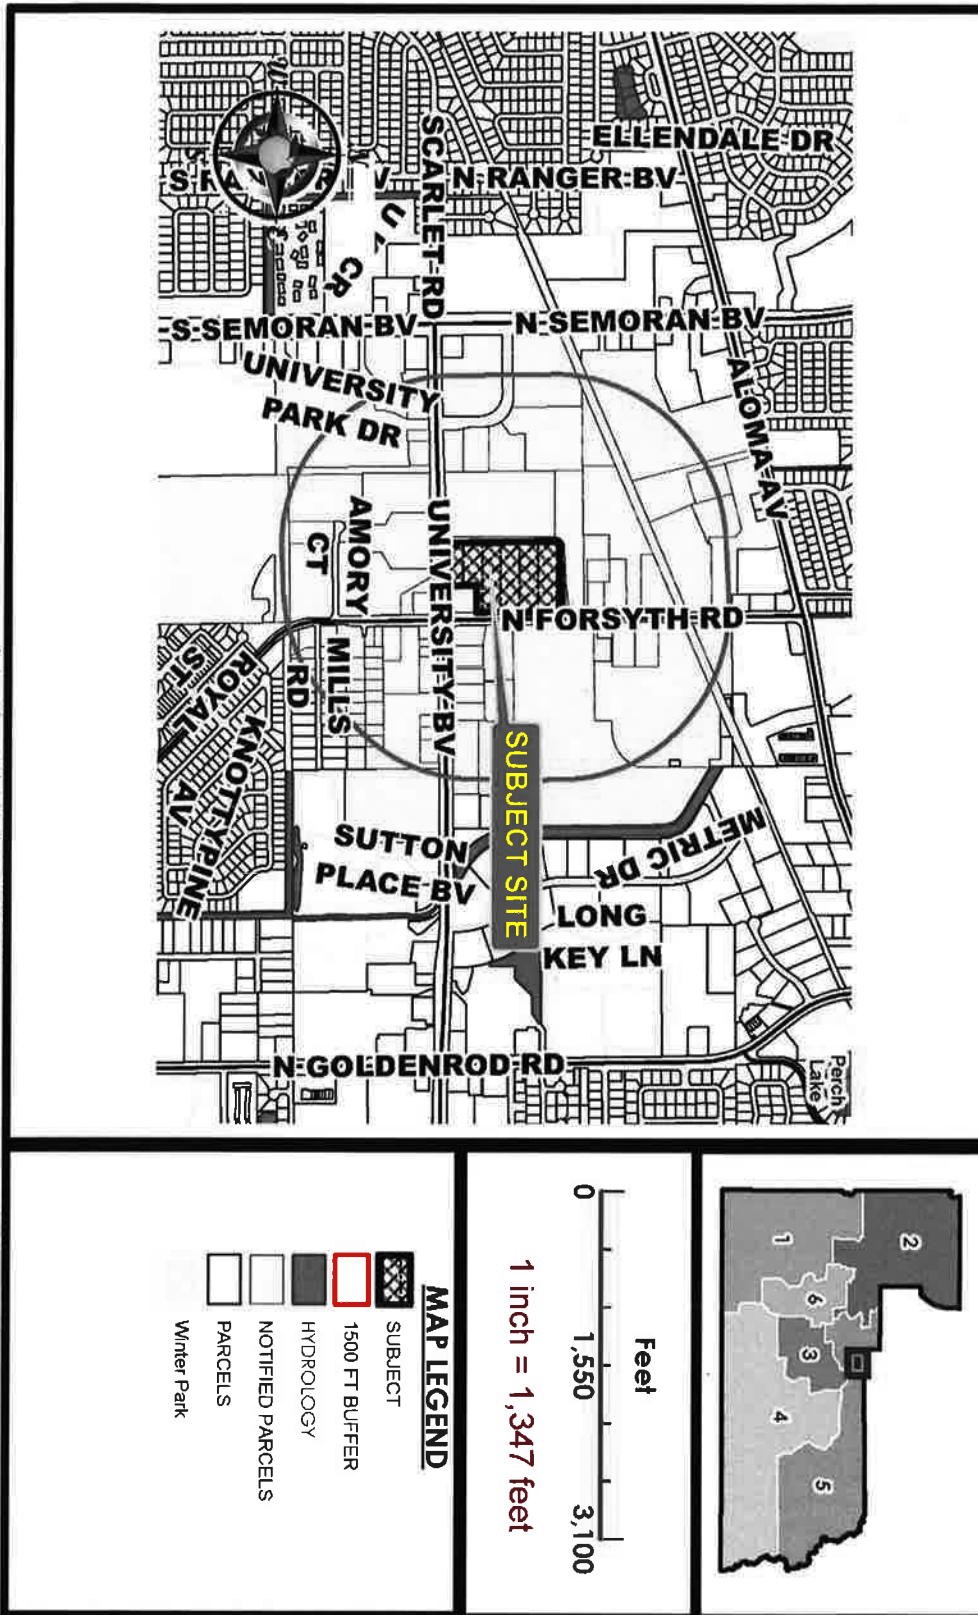 ELLENDALE DR
SCARLET RD
N RANGER BV
CR
S SEMORAN BV
N SEMORAN BV
UNIVERSITY
PARK DR
ALOMA AV
AMORY
CT
UNIVERSITY BV
N FORSYTH RD
MILLS
RD
ROYAL
ST
KNOTTYPINE
AV
SUBJECT SITE
SUTTON
PLACE BV
METRIC DR
LONG
KEY LN
N GOLDENROD RD
Perch
Lake
1
2
3
4
5
6
Feet
0 1,550 3,100
1 inch = 1,347 feet
MAP LEGEND
SUBJECT
1500 FT BUFFER
HYDROLOGY
NOTIFIED PARCELS
PARCELS
Winter Park